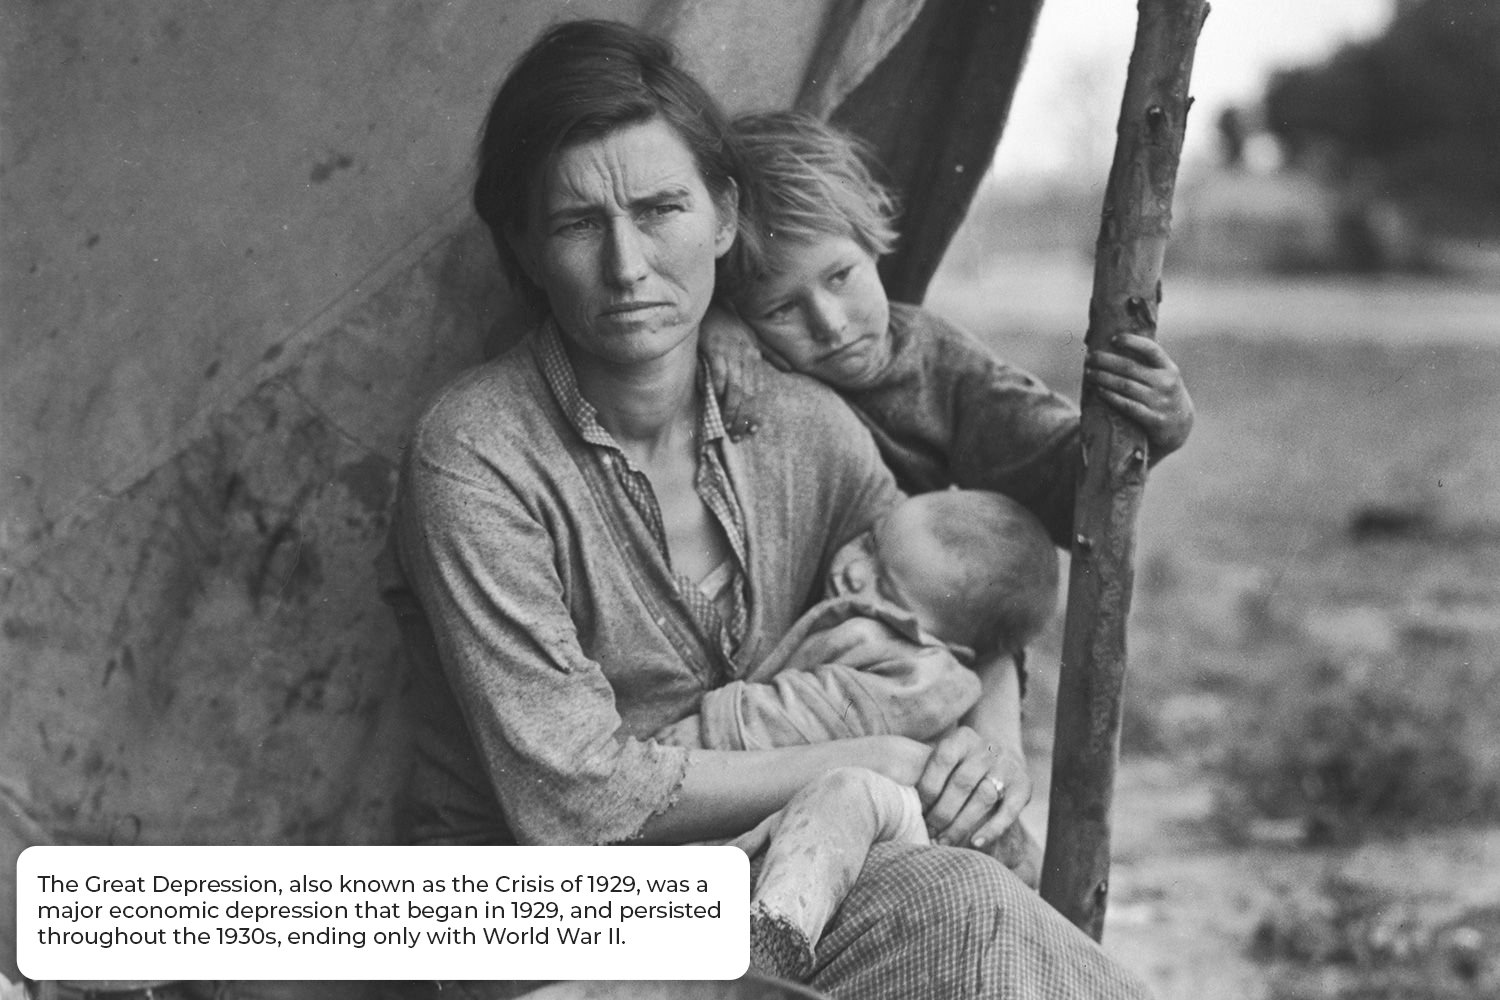 The Great Depression, also known as the Crisis of 1929, was a
major economic depression that began in 1929, and persisted
throughout the 1930s, ending only with World War II.